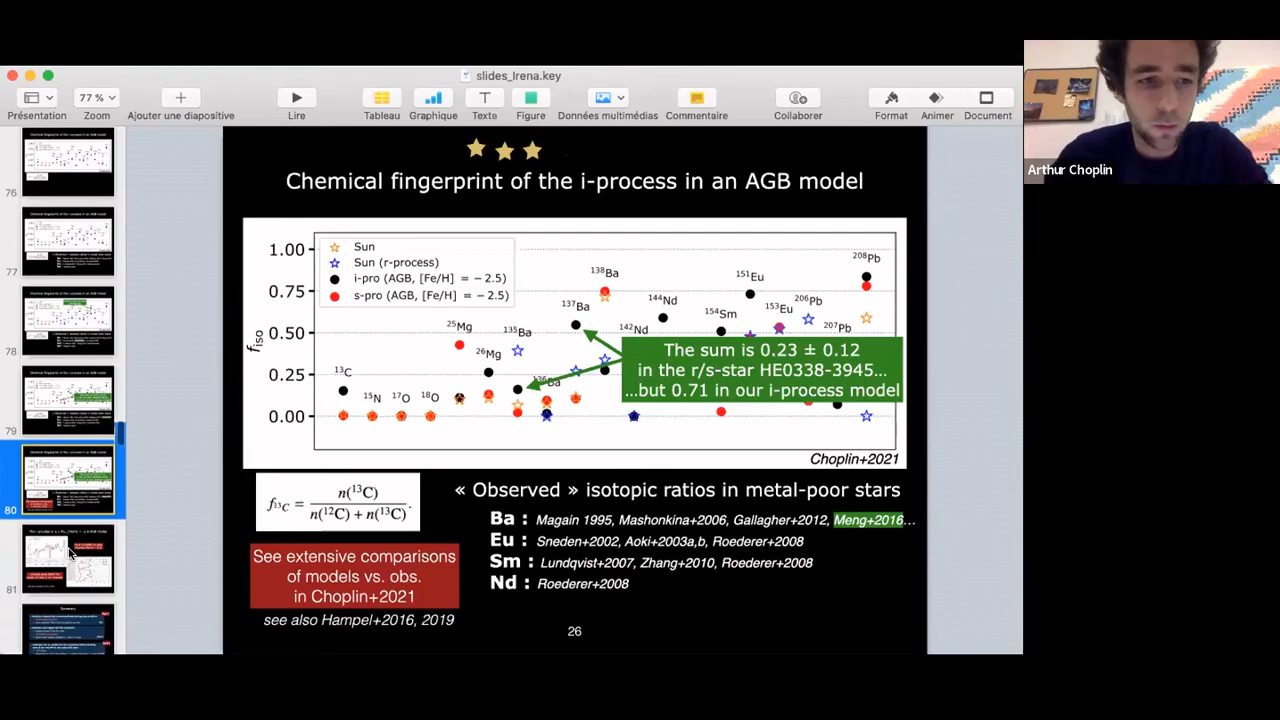 slides_Irena.key
77 %
Présentation
Zoom
Ajouter une diapositive
Lire
Tableau
Graphique
Texte
Figure
Données multimédias
Commentaire
Collaborer
Format
Animer
Document
Arthur Choplin
76
77
78
79
80
81
Summary
Chemical fingerprint of the i-process in an AGB model
Sun
Sun (r-process)
i-pro (AGB, [Fe/H] = −2.5)
s-pro (AGB, [Fe/H] = −2.5)
1.00
0.75
0.50
0.25
0.00
f_iso
¹³C
¹⁵N
¹⁷O
¹⁸O
²⁵Mg
²⁶Mg
¹³⁵Ba
¹³⁷Ba
¹³⁸Ba
¹⁴²Nd
¹⁴⁴Nd
¹⁵⁴Sm
¹⁵¹Eu
¹⁵³Eu
²⁰⁶Pb
²⁰⁷Pb
²⁰⁸Pb
The sum is 0.23 ± 0.12
in the r/s-star HE0338-3945...
...but 0.71 in our i-process model
Choplin+2021
f¹³C = n(¹³C) / n(¹²C) + n(¹³C) .
« Observed » isotopic ratios in metal-poor stars
Ba : Magain 1995, Mashonkina+2006, Gallagher+2012, Meng+2016...
Eu : Sneden+2002, Aoki+2003a,b, Roederer+2008
Sm : Lundqvist+2007, Zhang+2010, Roederer+2008
Nd : Roederer+2008
See extensive comparisons
of models vs. obs.
in Choplin+2021
see also Hampel+2016, 2019
26